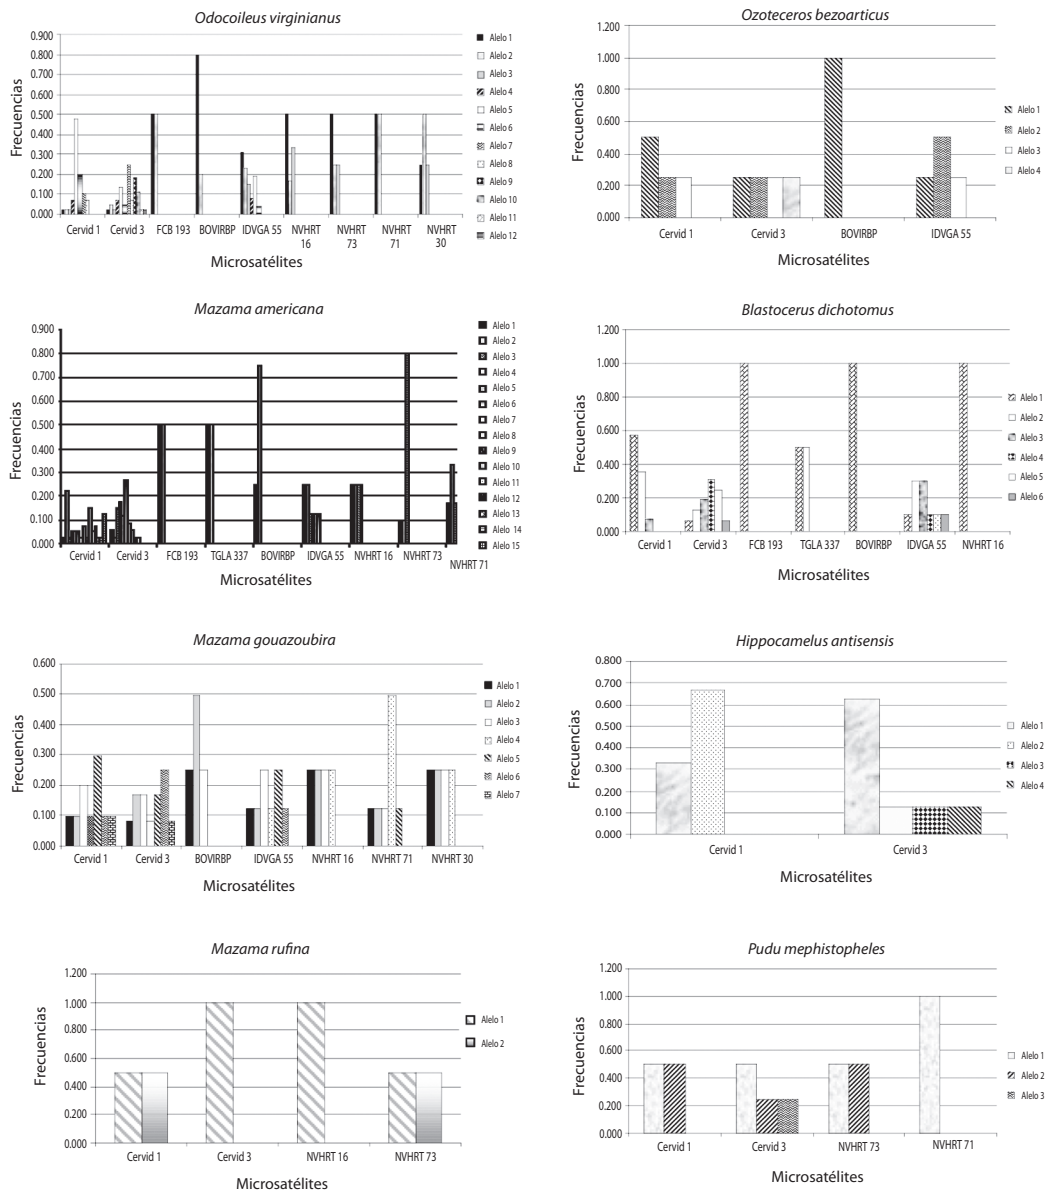 Odocoileus virginianus
Frecuencias
0.900
0.800
0.700
0.600
0.500
0.400
0.300
0.200
0.100
0.000
Cervid 1
Cervid 3
FCB 193
BOVIRBP
IDVGA 55
NVHRT 16
NVHRT 73
NVHRT 71
NVHRT 30
Microsatélites
Alelo 1
Alelo 2
Alelo 3
Alelo 4
Alelo 5
Alelo 6
Alelo 7
Alelo 8
Alelo 9
Alelo 10
Alelo 11
Alelo 12
Ozoteceros bezoarticus
Frecuencias
1.200
1.000
0.800
0.600
0.400
0.200
0.000
Cervid 1
Cervid 3
BOVIRBP
IDVGA 55
Microsatélites
Alelo 1
Alelo 2
Alelo 3
Alelo 4
Mazama americana
Frecuencias
0.900
0.800
0.700
0.600
0.500
0.400
0.300
0.200
0.100
0.000
Cervid 1
Cervid 3
FCB 193
TGLA 337
BOVIRBP
IDVGA 55
NVHRT 16
NVHRT 73
NVHRT 71
Microsatélites
Alelo 1
Alelo 2
Alelo 3
Alelo 4
Alelo 5
Alelo 6
Alelo 7
Alelo 8
Alelo 9
Alelo 10
Alelo 11
Alelo 12
Alelo 13
Alelo 14
Alelo 15
Blastocerus dichotomus
Frecuencias
1.200
1.000
0.800
0.600
0.400
0.200
0.000
Cervid 1
Cervid 3
FCB 193
TGLA 337
BOVIRBP
IDVGA 55
NVHRT 16
Microsatélites
Alelo 1
Alelo 2
Alelo 3
Alelo 4
Alelo 5
Alelo 6
Mazama gouazoubira
Frecuencias
0.600
0.500
0.400
0.300
0.200
0.100
0.000
Cervid 1
Cervid 3
BOVIRBP
IDVGA 55
NVHRT 16
NVHRT 71
NVHRT 30
Microsatélites
Alelo 1
Alelo 2
Alelo 3
Alelo 4
Alelo 5
Alelo 6
Alelo 7
Hippocamelus antisensis
Frecuencias
0.800
0.700
0.600
0.500
0.400
0.300
0.200
0.100
0.000
Cervid 1
Cervid 3
Microsatélites
Alelo 1
Alelo 2
Alelo 3
Alelo 4
Mazama rufina
Frecuencias
1.200
1.000
0.800
0.600
0.400
0.200
0.000
Cervid 1
Cervid 3
NVHRT 16
NVHRT 73
Microsatélites
Alelo 1
Alelo 2
Pudu mephistopheles
Frecuencias
1.200
1.000
0.800
0.600
0.400
0.200
0.000
Cervid 1
Cervid 3
NVHRT 73
NVHRT 71
Microsatélites
Alelo 1
Alelo 2
Alelo 3